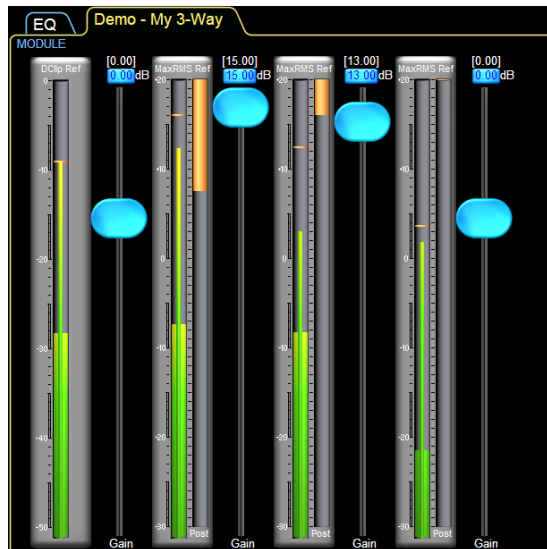 EQ
Demo - My 3-Way
MODULE
DClip Ref
[0.00]
0.00 dB
MaxRMS Ref
[15.00]
15.00 dB
MaxRMS Ref
[13.00]
13.00 dB
MaxRMS Ref
[0.00]
0.00 dB
0
-10
-20
-30
-40
-50
Gain
+20
+10
0
-10
-20
-30
Post
Gain
+20
+10
0
-10
-20
-30
Post
Gain
+20
+10
0
-10
-20
-30
Post
Gain